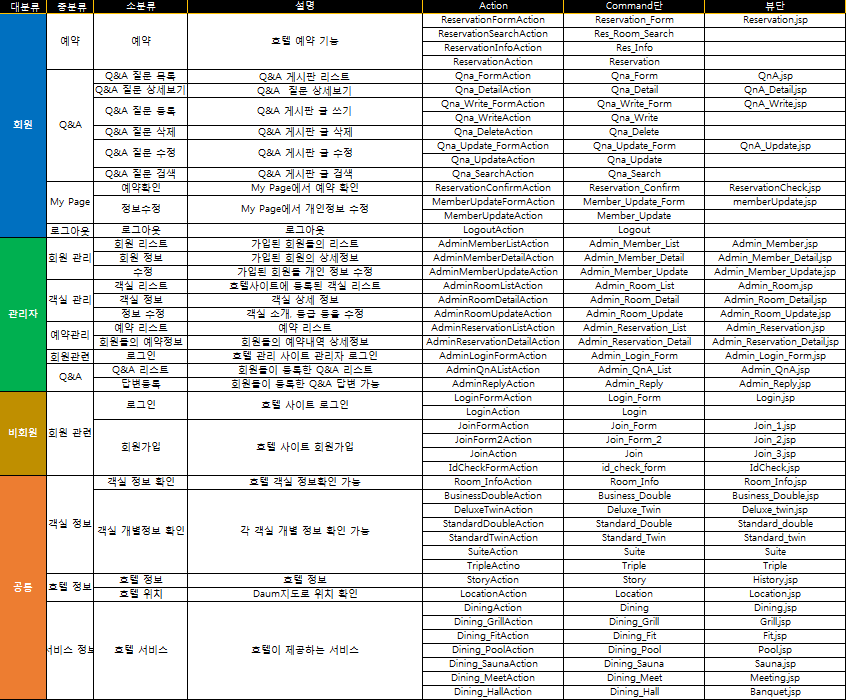 대분류 중분류 소분류 설명 Action Command단 뷰단
회원 예약 예약 호텔 예약 기능 ReservationFormAction Reservation_Form Reservation.jsp
ReservationSearchAction Res_Room_Search
ReservationInfoAction Res_Info
ReservationAction Reservation
Q&A Q&A 질문 목록 Q&A 게시판 리스트 Qna_FormAction Qna_Form QnA.jsp
Q&A 질문 상세보기 Q&A 질문 상세보기 Qna_DetailAction Qna_Detail QnA_Detail.jsp
Q&A 질문 등록 Q&A 게시판 글 쓰기 Qna_Write_FormAction Qna_Write_Form QnA_Write.jsp
Qna_WriteAction Qna_Write
Q&A 질문 삭제 Q&A 게시판 글 삭제 Qna_DeleteAction Qna_Delete
Q&A 질문 수정 Q&A 게시판 글 수정 Qna_Update_FormAction Qna_Update_Form QnA_Update.jsp
Qna_UpdateAction Qna_Update
Q&A 질문 검색 Q&A 게시판 글 검색 Qna_SearchAction Qna_Search
My Page 예약확인 My Page에서 예약 확인 ReservationConfirmAction Reservation_Confirm ReservationCheck.jsp
정보수정 My Page에서 개인정보 수정 MemberUpdateFormAction Member_Update_Form memberUpdate.jsp
MemberUpdateAction Member_Update
로그아웃 로그아웃 로그아웃 LogoutAction Logout
관리자 회원 관리 회원 리스트 가입된 회원들의 리스트 AdminMemberListAction Admin_Member_List Admin_Member.jsp
회원 정보 가입된 회원의 상세정보 AdminMemberDetailAction Admin_Member_Detail Admin_Member_Detail.jsp
수정 가입된 회원들 개인 정보 수정 AdminMemberUpdateAction Admin_Member_Update Admin_Member_Update.jsp
객실 관리 객실 리스트 호텔사이트에 등록된 객실 리스트 AdminRoomListAction Admin_Room_List Admin_Room.jsp
객실 정보 객실 상세 정보 AdminRoomDetailAction Admin_Room_Detail Admin_Room_Detail.jsp
정보 수정 객실 소개, 등급 등을 수정 AdminRoomUpdateAction Admin_Room_Update Admin_Room_Update.jsp
예약관리 예약 리스트 예약 리스트 AdminReservationListAction Admin_Reservation_List Admin_Reservation.jsp
회원들의 예약정보 회원들의 예약내역 상세정보 AdminReservationDetailAction Admin_Reservation_Detail Admin_Reservation_Detail.jsp
회원관련 로그인 호텔 관리 사이트 관리자 로그인 AdminLoginFormAction Admin_Login_Form Admin_Login_Form.jsp
Q&A Q&A 리스트 회원들이 등록한 Q&A 리스트 AdminQnAListAction Admin_QnA_List Admin_QnA.jsp
답변등록 회원들이 등록한 Q&A 답변 가능 AdminReplyAction Admin_Reply Admin_Reply.jsp
비회원 회원 관련 로그인 호텔 사이트 로그인 LoginFormAction Login_Form Login.jsp
LoginAction Login
회원가입 호텔 사이트 회원가입 JoinFormAction Join_Form Join_1.jsp
JoinForm2Action Join_Form_2 Join_2.jsp
JoinAction Join Join_3.jsp
IdCheckFormAction id_check_form IdCheck.jsp
공통 객실 정보 객실 정보 확인 호텔 객실 정보확인 가능 Room_InfoAction Room_Info Room_Info.jsp
객실 개별정보 확인 각 객실 개별 정보 확인 가능 BusinessDoubleAction Business_Double Business_Double.jsp
DeluxeTwinAction Deluxe_Twin Deluxe_twin.jsp
StandardDoubleAction Standard_Double Standard_double
StandardTwinAction Standard_Twin Standard_twin
SuiteAction Suite Suite
TripleActino Triple Triple
호텔 정보 호텔 정보 호텔 정보 StoryAction Story History.jsp
호텔 위치 Daum지도로 위치 확인 LocationAction Location Location.jsp
서비스 정보 호텔 서비스 호텔이 제공하는 서비스 DiningAction Dining Dining.jsp
Dining_GrillAction Dining_Grill Grill.jsp
Dining_FitAction Dining_Fit Fit.jsp
Dining_PoolAction Dining_Pool Pool.jsp
Dining_SaunaAction Dining_Sauna Sauna.jsp
Dining_MeetAction Dining_Meet Meeting.jsp
Dining_HallAction Dining_Hall Banquet.jsp